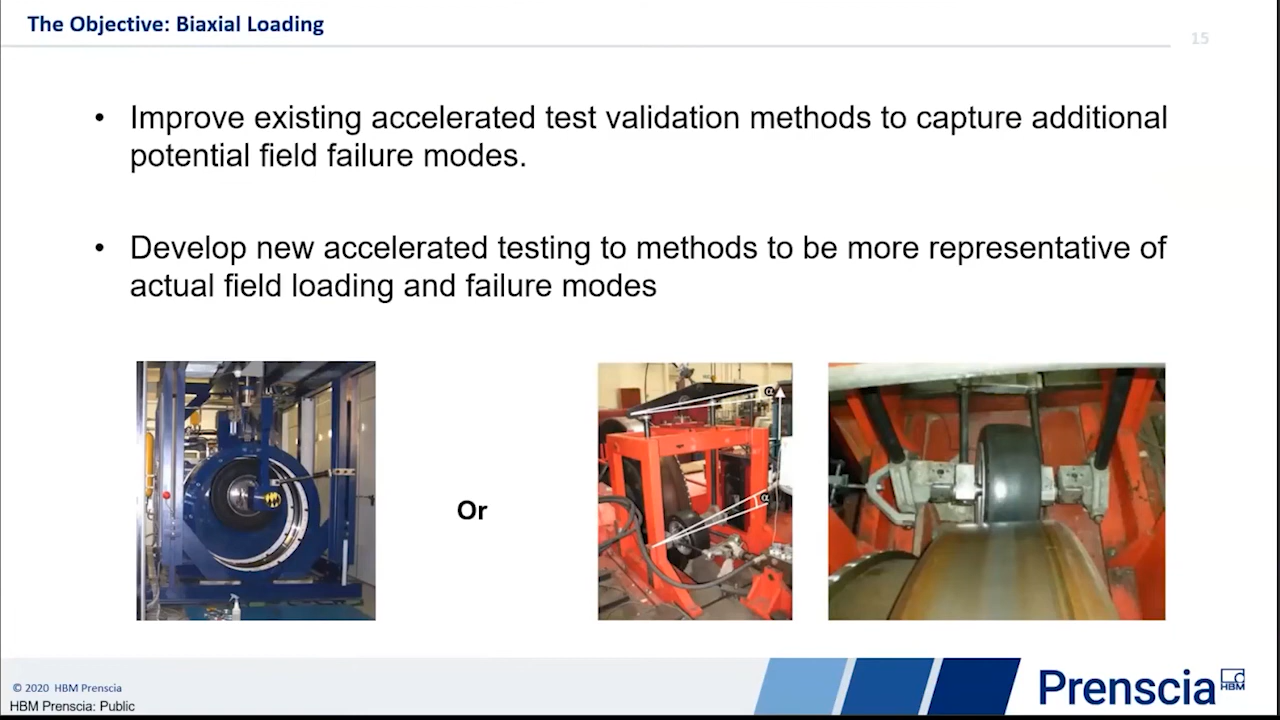 The Objective: Biaxial Loading
15
• Improve existing accelerated test validation methods to capture additional
potential field failure modes.
• Develop new accelerated testing to methods to be more representative of
actual field loading and failure modes
α
α
Or
© 2020 HBM Prenscia
HBM Prenscia: Public
Prenscia
HBM